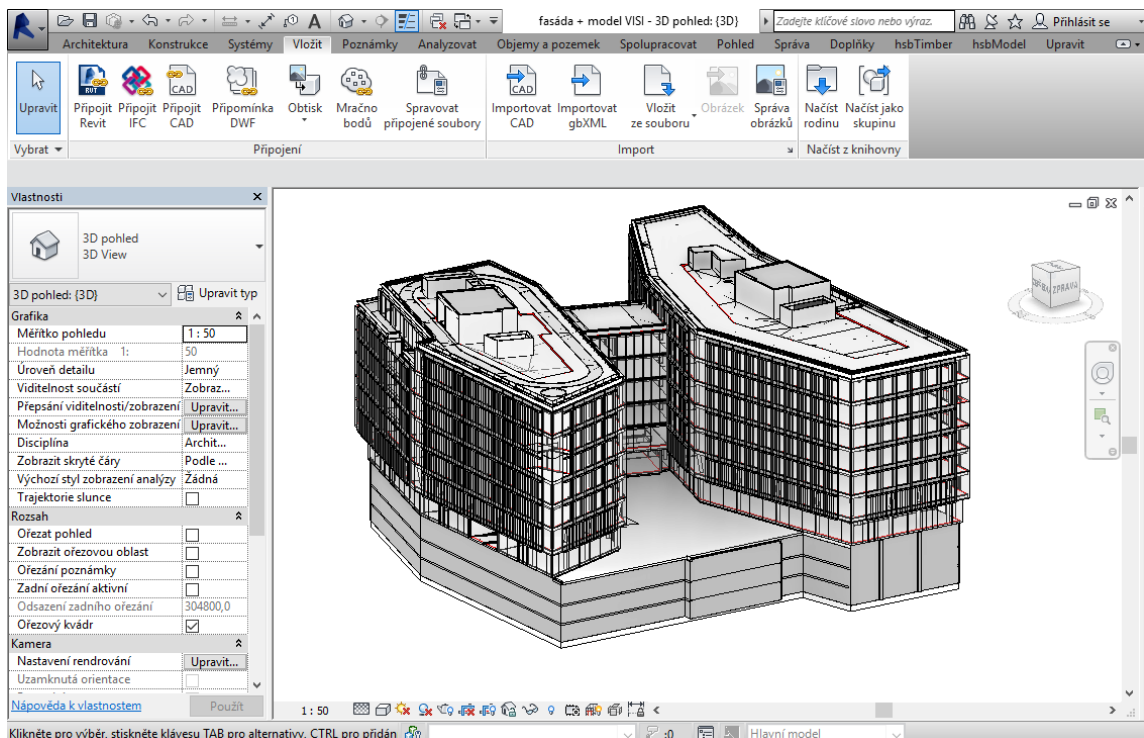 fasáda + model VISI - 3D pohled: {3D}
Zadejte klíčové slovo nebo výraz.
Přihlásit se
Architektura Konstrukce Systémy Vložit Poznámky Analyzovat Objemy a pozemek Spolupracovat Pohled Správa Doplňky hsbTimber hsbModel Upravit
Upravit
Připojit Revit
Připojit IFC
Připojit CAD
Připomínka DWF
Obtisk
Mračno bodů
Spravovat připojené soubory
Importovat CAD
Importovat gbXML
Vložit ze souboru
Obrázek
Správa obrázků
Načíst rodinu
Načíst jako skupinu
Vybrat Připojení Import Načíst z knihovny
Vlastnosti
3D pohled
3D View
3D pohled: {3D} Upravit typ
Grafika
Měřítko pohledu 1 : 50
Hodnota měřítka 1: 50
Úroveň detailu Jemný
Viditelnost součástí Zobraz...
Přepsání viditelnosti/zobrazení Upravit...
Možnosti grafického zobrazení Upravit...
Disciplína Archit...
Zobrazit skryté čáry Podle ...
Výchozí styl zobrazení analýzy Žádná
Trajektorie slunce
Rozsah
Ořezat pohled
Zobrazit ořezovou oblast
Ořezání poznámky
Zadní ořezání aktivní
Odsazení zadního ořezání 304800,0
Ořezový kvádr
Kamera
Nastavení rendrování Upravit...
Uzamknutá orientace
Nápověda k vlastnostem Použít
ZPRAVA
1 : 50
Klikněte pro výběr, stiskněte klávesu TAB pro alternativy, CTRL pro přidán
:0 Hlavní model